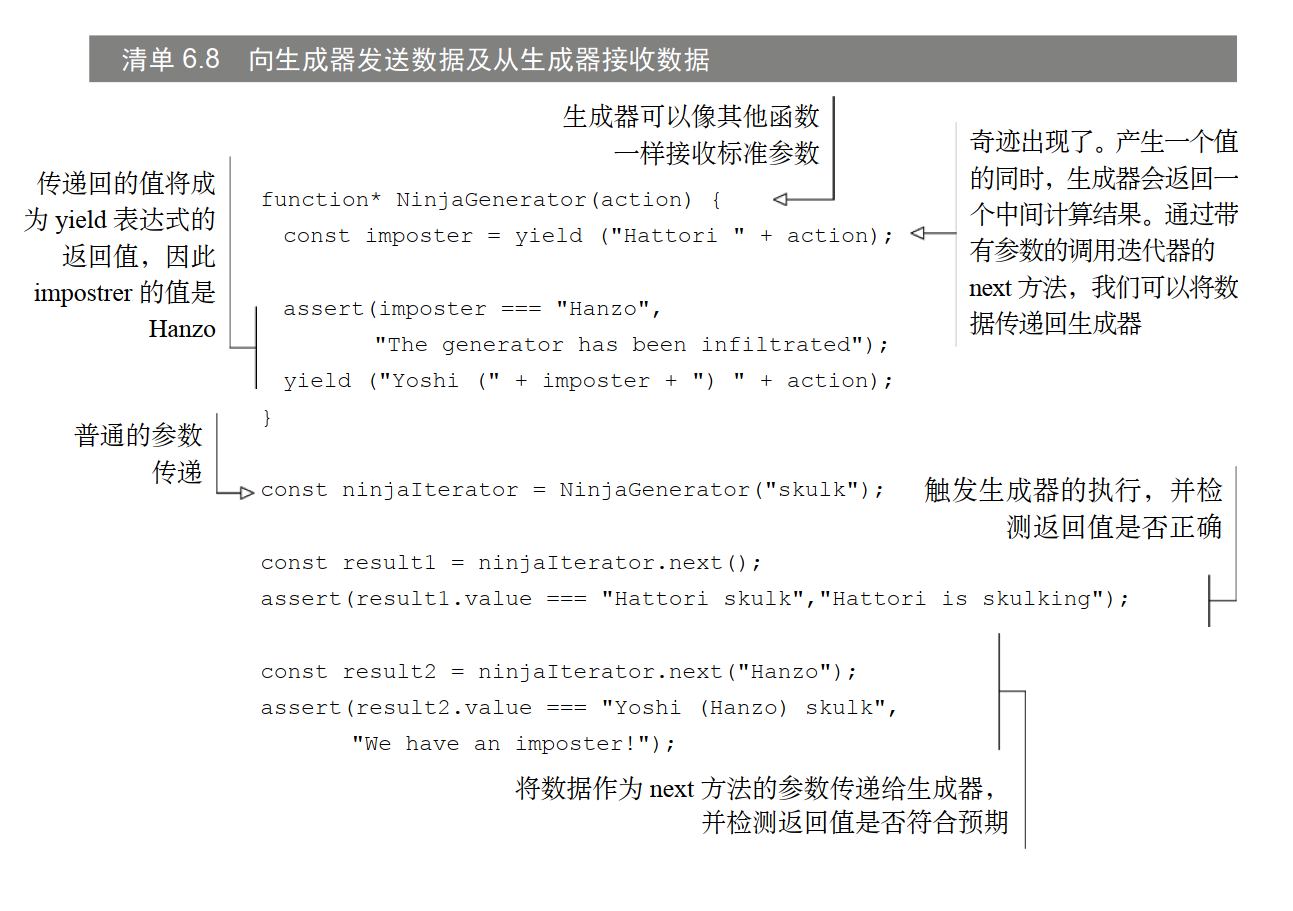 清单 6.8 向生成器发送数据及从生成器接收数据
生成器可以像其他函数
一样接收标准参数
奇迹出现了。产生一个值
的同时，生成器会返回一
个中间计算结果。通过带
有参数的调用迭代器的
next 方法，我们可以将数
据传递回生成器
传递回的值将成
为 yield 表达式的
返回值，因此
impostrer 的值是
Hanzo
function* NinjaGenerator(action) {
const imposter = yield ("Hattori " + action);
assert(imposter === "Hanzo",
"The generator has been infiltrated");
yield ("Yoshi (" + imposter + ") " + action);
}
普通的参数
传递
const ninjaIterator = NinjaGenerator("skulk");
触发生成器的执行，并检
测返回值是否正确
const result1 = ninjaIterator.next();
assert(result1.value === "Hattori skulk","Hattori is skulking");
const result2 = ninjaIterator.next("Hanzo");
assert(result2.value === "Yoshi (Hanzo) skulk",
"We have an imposter!");
将数据作为 next 方法的参数传递给生成器，
并检测返回值是否符合预期